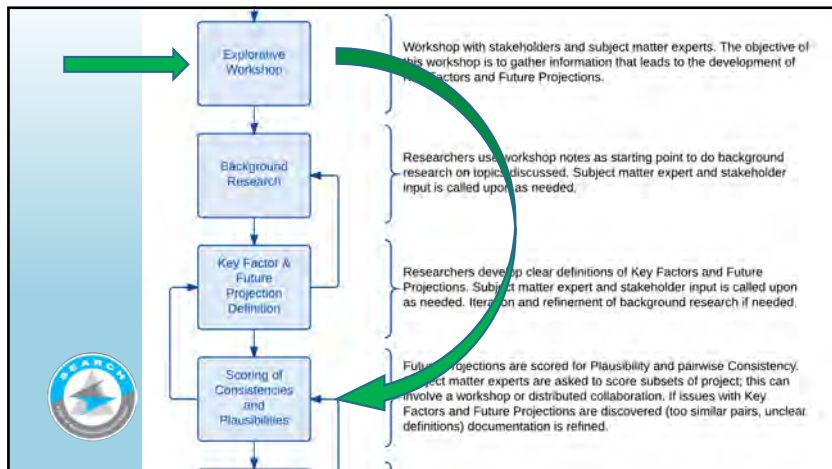 Explorative
Workshop
Workshop with stakeholders and subject matter experts. The objective of
this workshop is to gather information that leads to the development of
Key Factors and Future Projections.
Background
Research
Researchers use workshop notes as starting point to do background
research on topics discussed. Subject matter expert and stakeholder
input is called upon as needed.
Key Factor &
Future
Projection
Definition
Researchers develop clear definitions of Key Factors and Future
Projections. Subject matter expert and stakeholder input is called upon
as needed. Iteration and refinement of background research if needed.
Scoring of
Consistencies
and
Plausibilities
Future Projections are scored for Plausibility and pairwise Consistency.
Subject matter experts are asked to score subsets of project; this can
involve a workshop or distributed collaboration. If issues with Key
Factors and Future Projections are discovered (too similar pairs, unclear
definitions) documentation is refined.
SEARCH